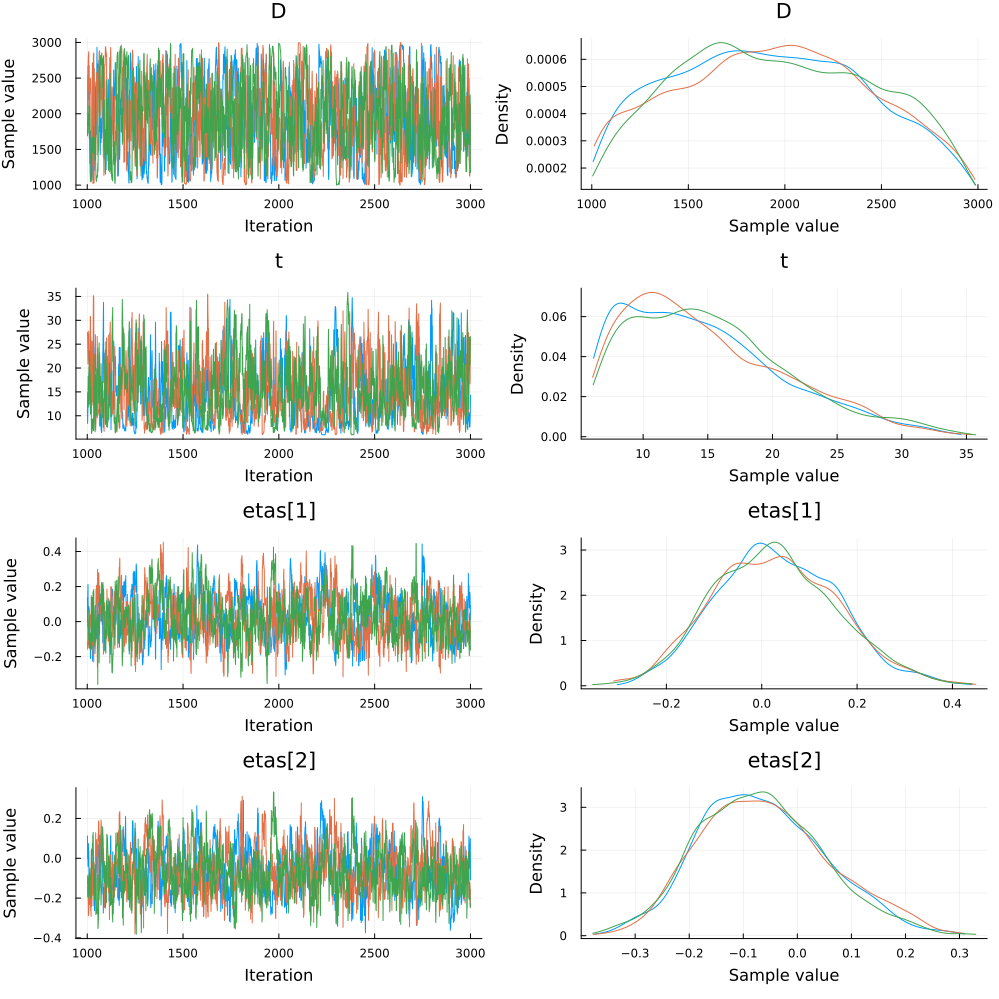 D D
3000
2500
2000
1500
1000
Sample value
1000 1500 2000 2500 3000
Iteration
0.0006
0.0005
0.0004
0.0003
0.0002
Density
1000 1500 2000 2500 3000
Sample value
t t
35
30
25
20
15
10
Sample value
1000 1500 2000 2500 3000
Iteration
0.06
0.04
0.02
0.00
Density
10 15 20 25 30 35
Sample value
etas[1] etas[1]
0.4
0.2
0.0
−0.2
Sample value
1000 1500 2000 2500 3000
Iteration
3
2
1
0
Density
−0.2 0.0 0.2 0.4
Sample value
etas[2] etas[2]
0.2
0.0
−0.2
−0.4
Sample value
1000 1500 2000 2500 3000
Iteration
3
2
1
0
Density
−0.3 −0.2 −0.1 0.0 0.1 0.2 0.3
Sample value